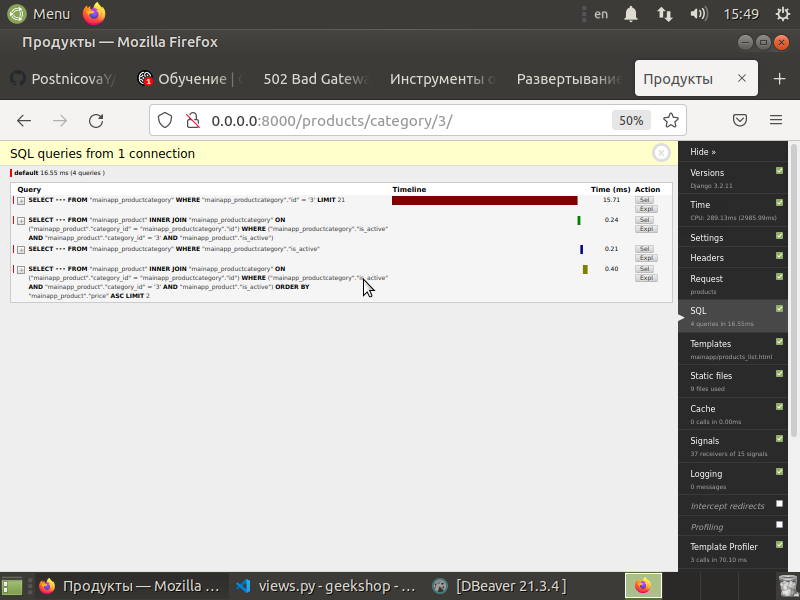 Menu
en
15:49
Продукты — Mozilla Firefox
PostnicovaY/
Обучение |
502 Bad Gatewa
Инструменты о
Развертывание
Продукты
0.0.0.0:8000/products/category/3/
50%
SQL queries from 1 connection
default 16.55 ms (4 queries )
Query Timeline Time (ms) Action
SELECT ••• FROM "mainapp_productcategory" WHERE "mainapp_productcategory"."id" = '3' LIMIT 21
15.71
Sel
Expl
SELECT ••• FROM "mainapp_product" INNER JOIN "mainapp_productcategory" ON
("mainapp_product"."category_id" = "mainapp_productcategory"."id") WHERE ("mainapp_productcategory"."is_active"
AND "mainapp_product"."category_id" = '3' AND "mainapp_product"."is_active")
0.24
Sel
Expl
SELECT ••• FROM "mainapp_productcategory" WHERE "mainapp_productcategory"."is_active"
0.21
Sel
Expl
SELECT ••• FROM "mainapp_product" INNER JOIN "mainapp_productcategory" ON
("mainapp_product"."category_id" = "mainapp_productcategory"."id") WHERE ("mainapp_productcategory"."is_active"
AND "mainapp_product"."category_id" = '3' AND "mainapp_product"."is_active") ORDER BY
"mainapp_product"."price" ASC LIMIT 2
0.40
Sel
Expl
Hide »
Versions
Django 3.2.11
Time
CPU: 289.13ms (2985.99ms)
Settings
Headers
Request
products
SQL
4 queries in 16.55ms
Templates
mainapp/products_list.html
Static files
9 files used
Cache
0 calls in 0.00ms
Signals
37 receivers of 15 signals
Logging
0 messages
Intercept redirects
Profiling
Template Profiler
3 calls in 70.10 ms
Продукты — Mozilla ...
views.py - geekshop - ...
[DBeaver 21.3.4]